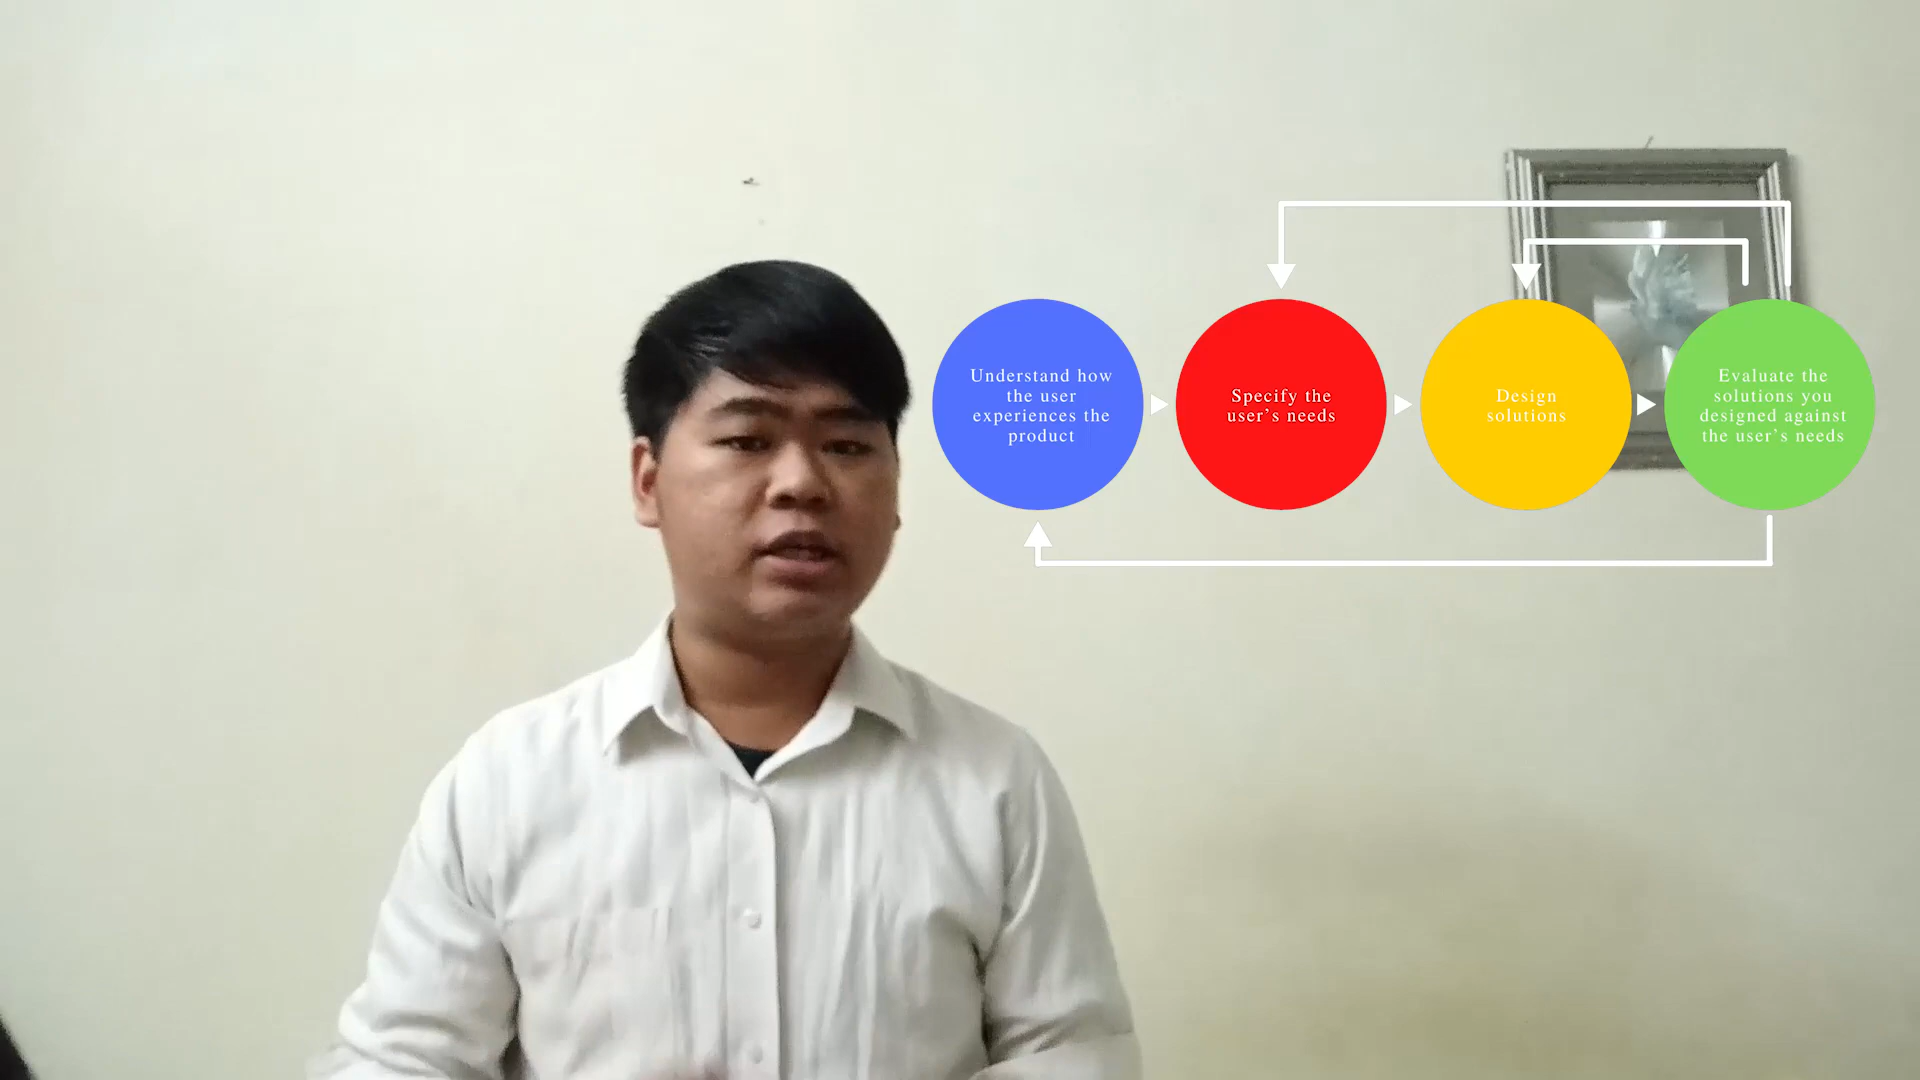 Understand how
the user
experiences the
product
Specify the
user’s needs
Design
solutions
Evaluate the
solutions you
designed against
the user’s needs